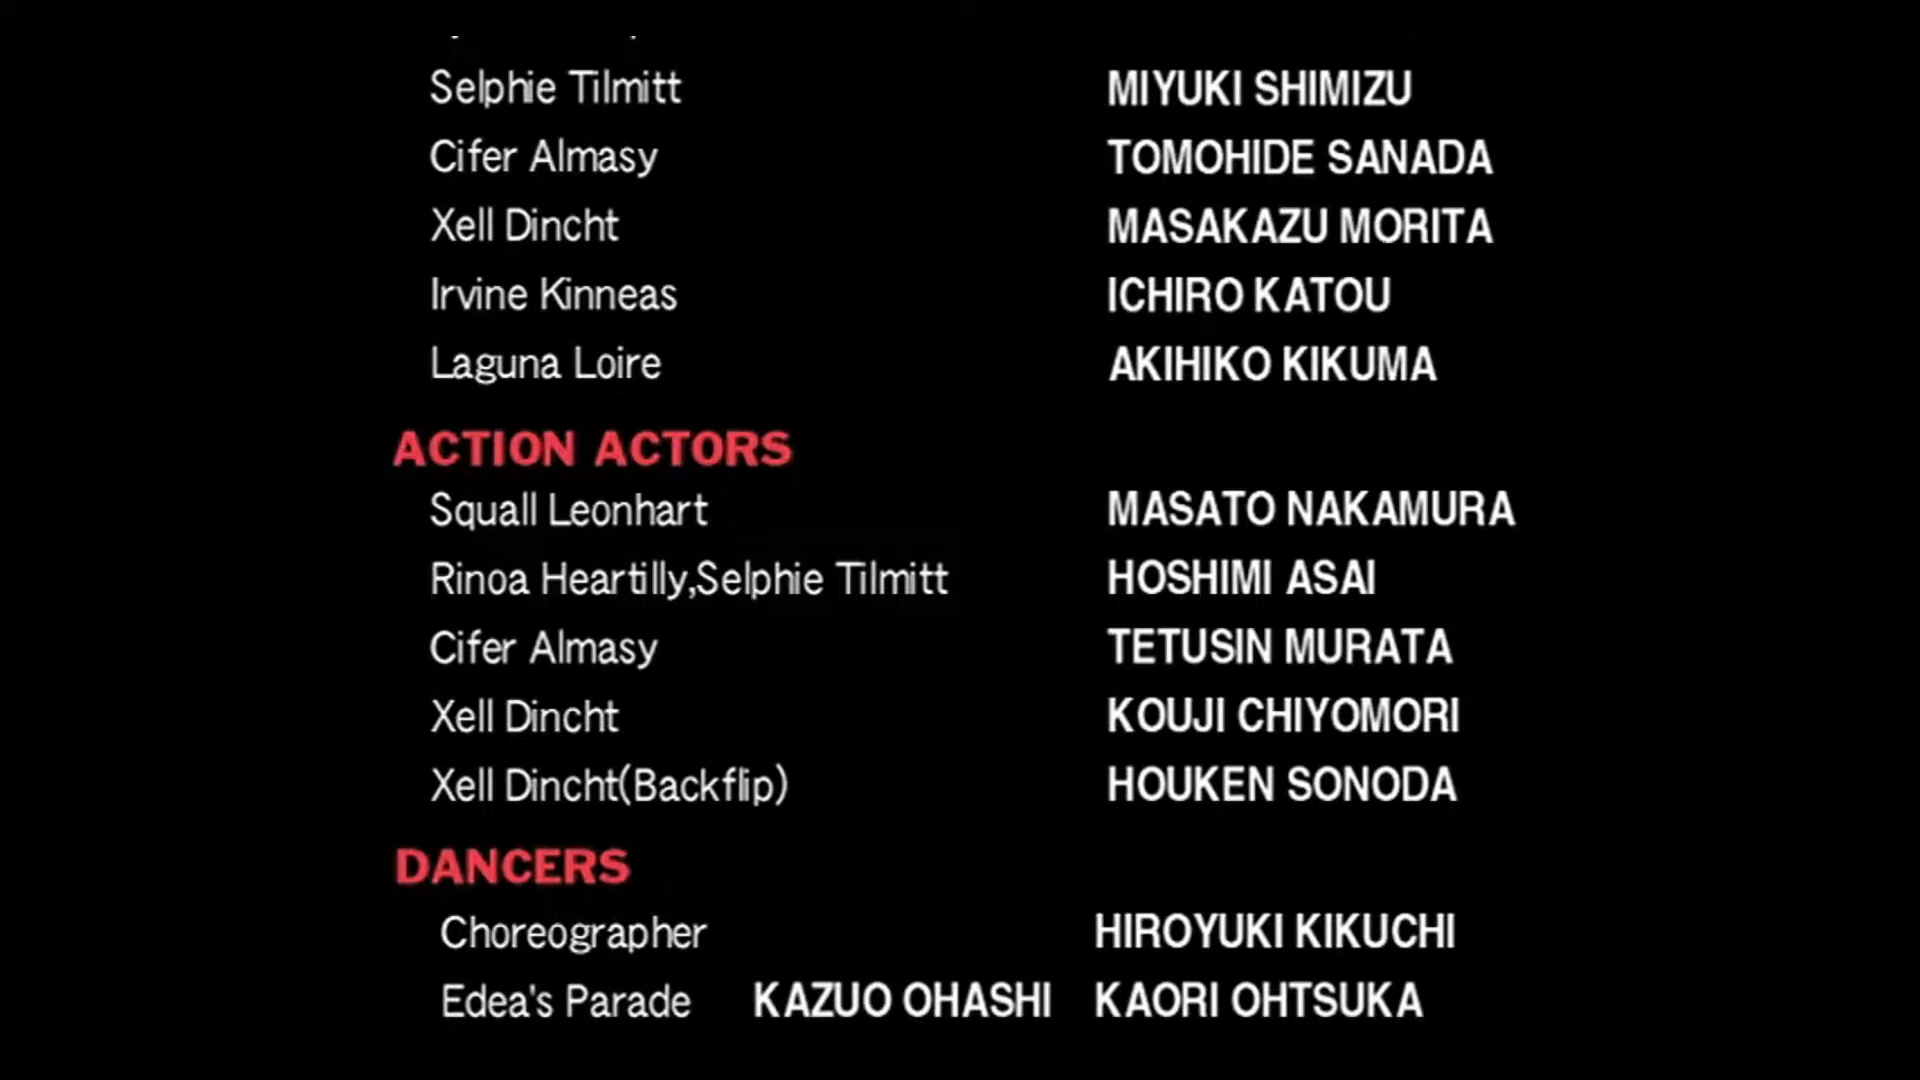 Selphie Tilmitt MIYUKI SHIMIZU
Cifer Almasy TOMOHIDE SANADA
Xell Dincht MASAKAZU MORITA
Irvine Kinneas ICHIRO KATOU
Laguna Loire AKIHIKO KIKUMA
ACTION ACTORS
Squall Leonhart MASATO NAKAMURA
Rinoa Heartilly,Selphie Tilmitt HOSHIMI ASAI
Cifer Almasy TETUSIN MURATA
Xell Dincht KOUJI CHIYOMORI
Xell Dincht(Backflip) HOUKEN SONODA
DANCERS
Choreographer HIROYUKI KIKUCHI
Edea's Parade KAZUO OHASHI KAORI OHTSUKA